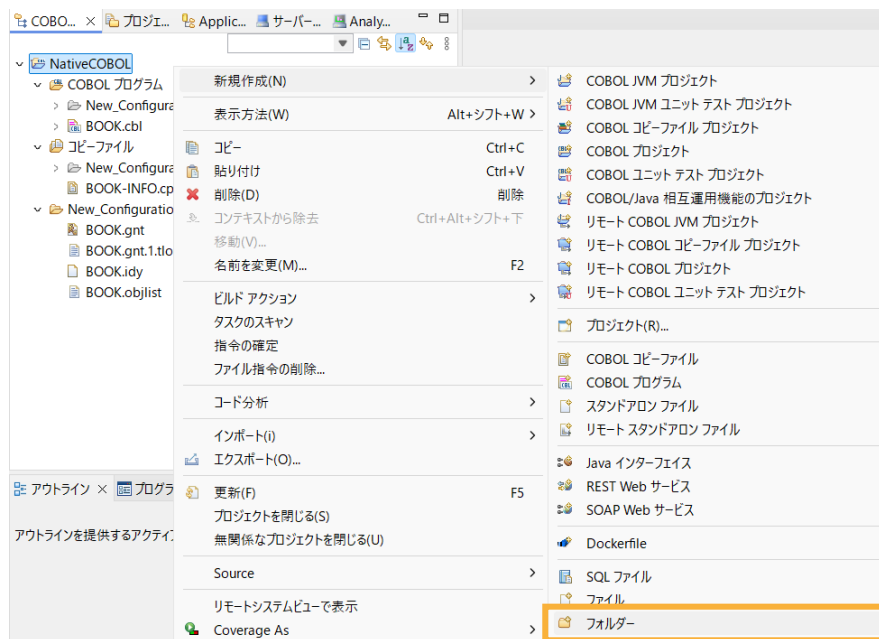 COBO...
プロジェ...
Applic...
サーバー...
Analy...
NativeCOBOL
COBOL プログラム
New_Configura
BOOK.cbl
コピーファイル
New_Configura
BOOK-INFO.cp
New_Configuratio
BOOK.gnt
BOOK.gnt.1.tlo
BOOK.idy
BOOK.objlist
アウトライン
プログラ
アウトラインを提供するアクティ
新規作成(N)
表示方法(W) Alt+シフト+W
コピー Ctrl+C
貼り付け Ctrl+V
削除(D) 削除
コンテキストから除去 Ctrl+Alt+シフト+下
移動(V)...
名前を変更(M)... F2
ビルド アクション
タスクのスキャン
指令の確定
ファイル指令の削除...
コード分析
インポート(i)
エクスポート(O)...
更新(F) F5
プロジェクトを閉じる(S)
無関係なプロジェクトを閉じる(U)
Source
リモートシステムビューで表示
Coverage As
COBOL JVM プロジェクト
COBOL JVM ユニット テスト プロジェクト
COBOL コピーファイル プロジェクト
COBOL プロジェクト
COBOL ユニット テスト プロジェクト
COBOL/Java 相互運用機能のプロジェクト
リモート COBOL JVM プロジェクト
リモート COBOL コピーファイル プロジェクト
リモート COBOL プロジェクト
リモート COBOL ユニット テスト プロジェクト
プロジェクト(R)...
COBOL コピーファイル
COBOL プログラム
スタンドアロン ファイル
リモート スタンドアロン ファイル
Java インターフェイス
REST Web サービス
SOAP Web サービス
Dockerfile
SQL ファイル
ファイル
フォルダー